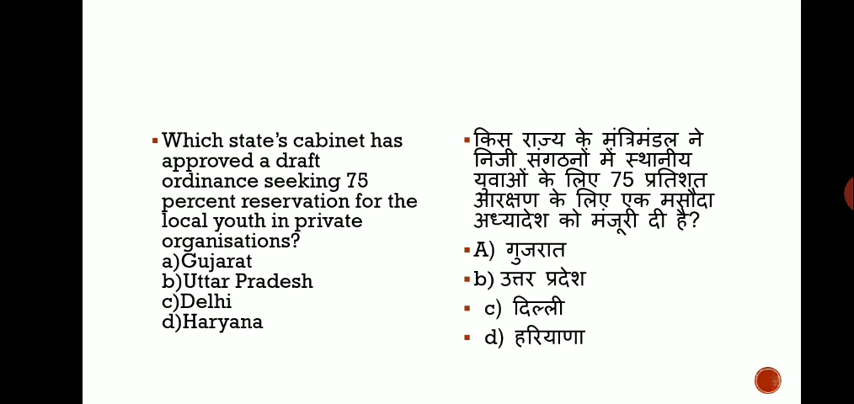 Which state's cabinet has
approved a draft
ordinance seeking 75
percent reservation for the
local youth in private
organisations?
a)Gujarat
b)Uttar Pradesh
c)Delhi
d)Haryana
किस राज्य के मंत्रिमंडल ने
निजी संगठनों में स्थानीय
युवाओं के लिए 75 प्रतिशत
आरक्षण के लिए एक मसौदा
अध्यादेश को मंजूरी दी है?
A) गुजरात
b) उत्तर प्रदेश
c) दिल्ली
d) हरियाणा